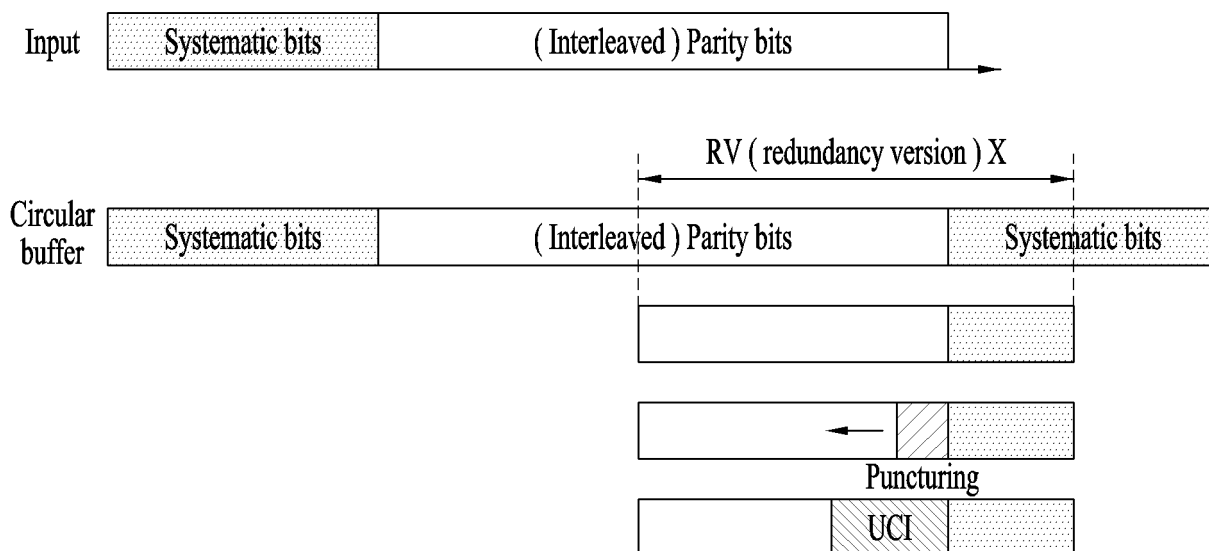 Input
Systematic bits
( Interleaved ) Parity bits
RV ( redundancy version ) X
Circular
buffer
Systematic bits
( Interleaved ) Parity bits
Systematic bits
Puncturing
UCI